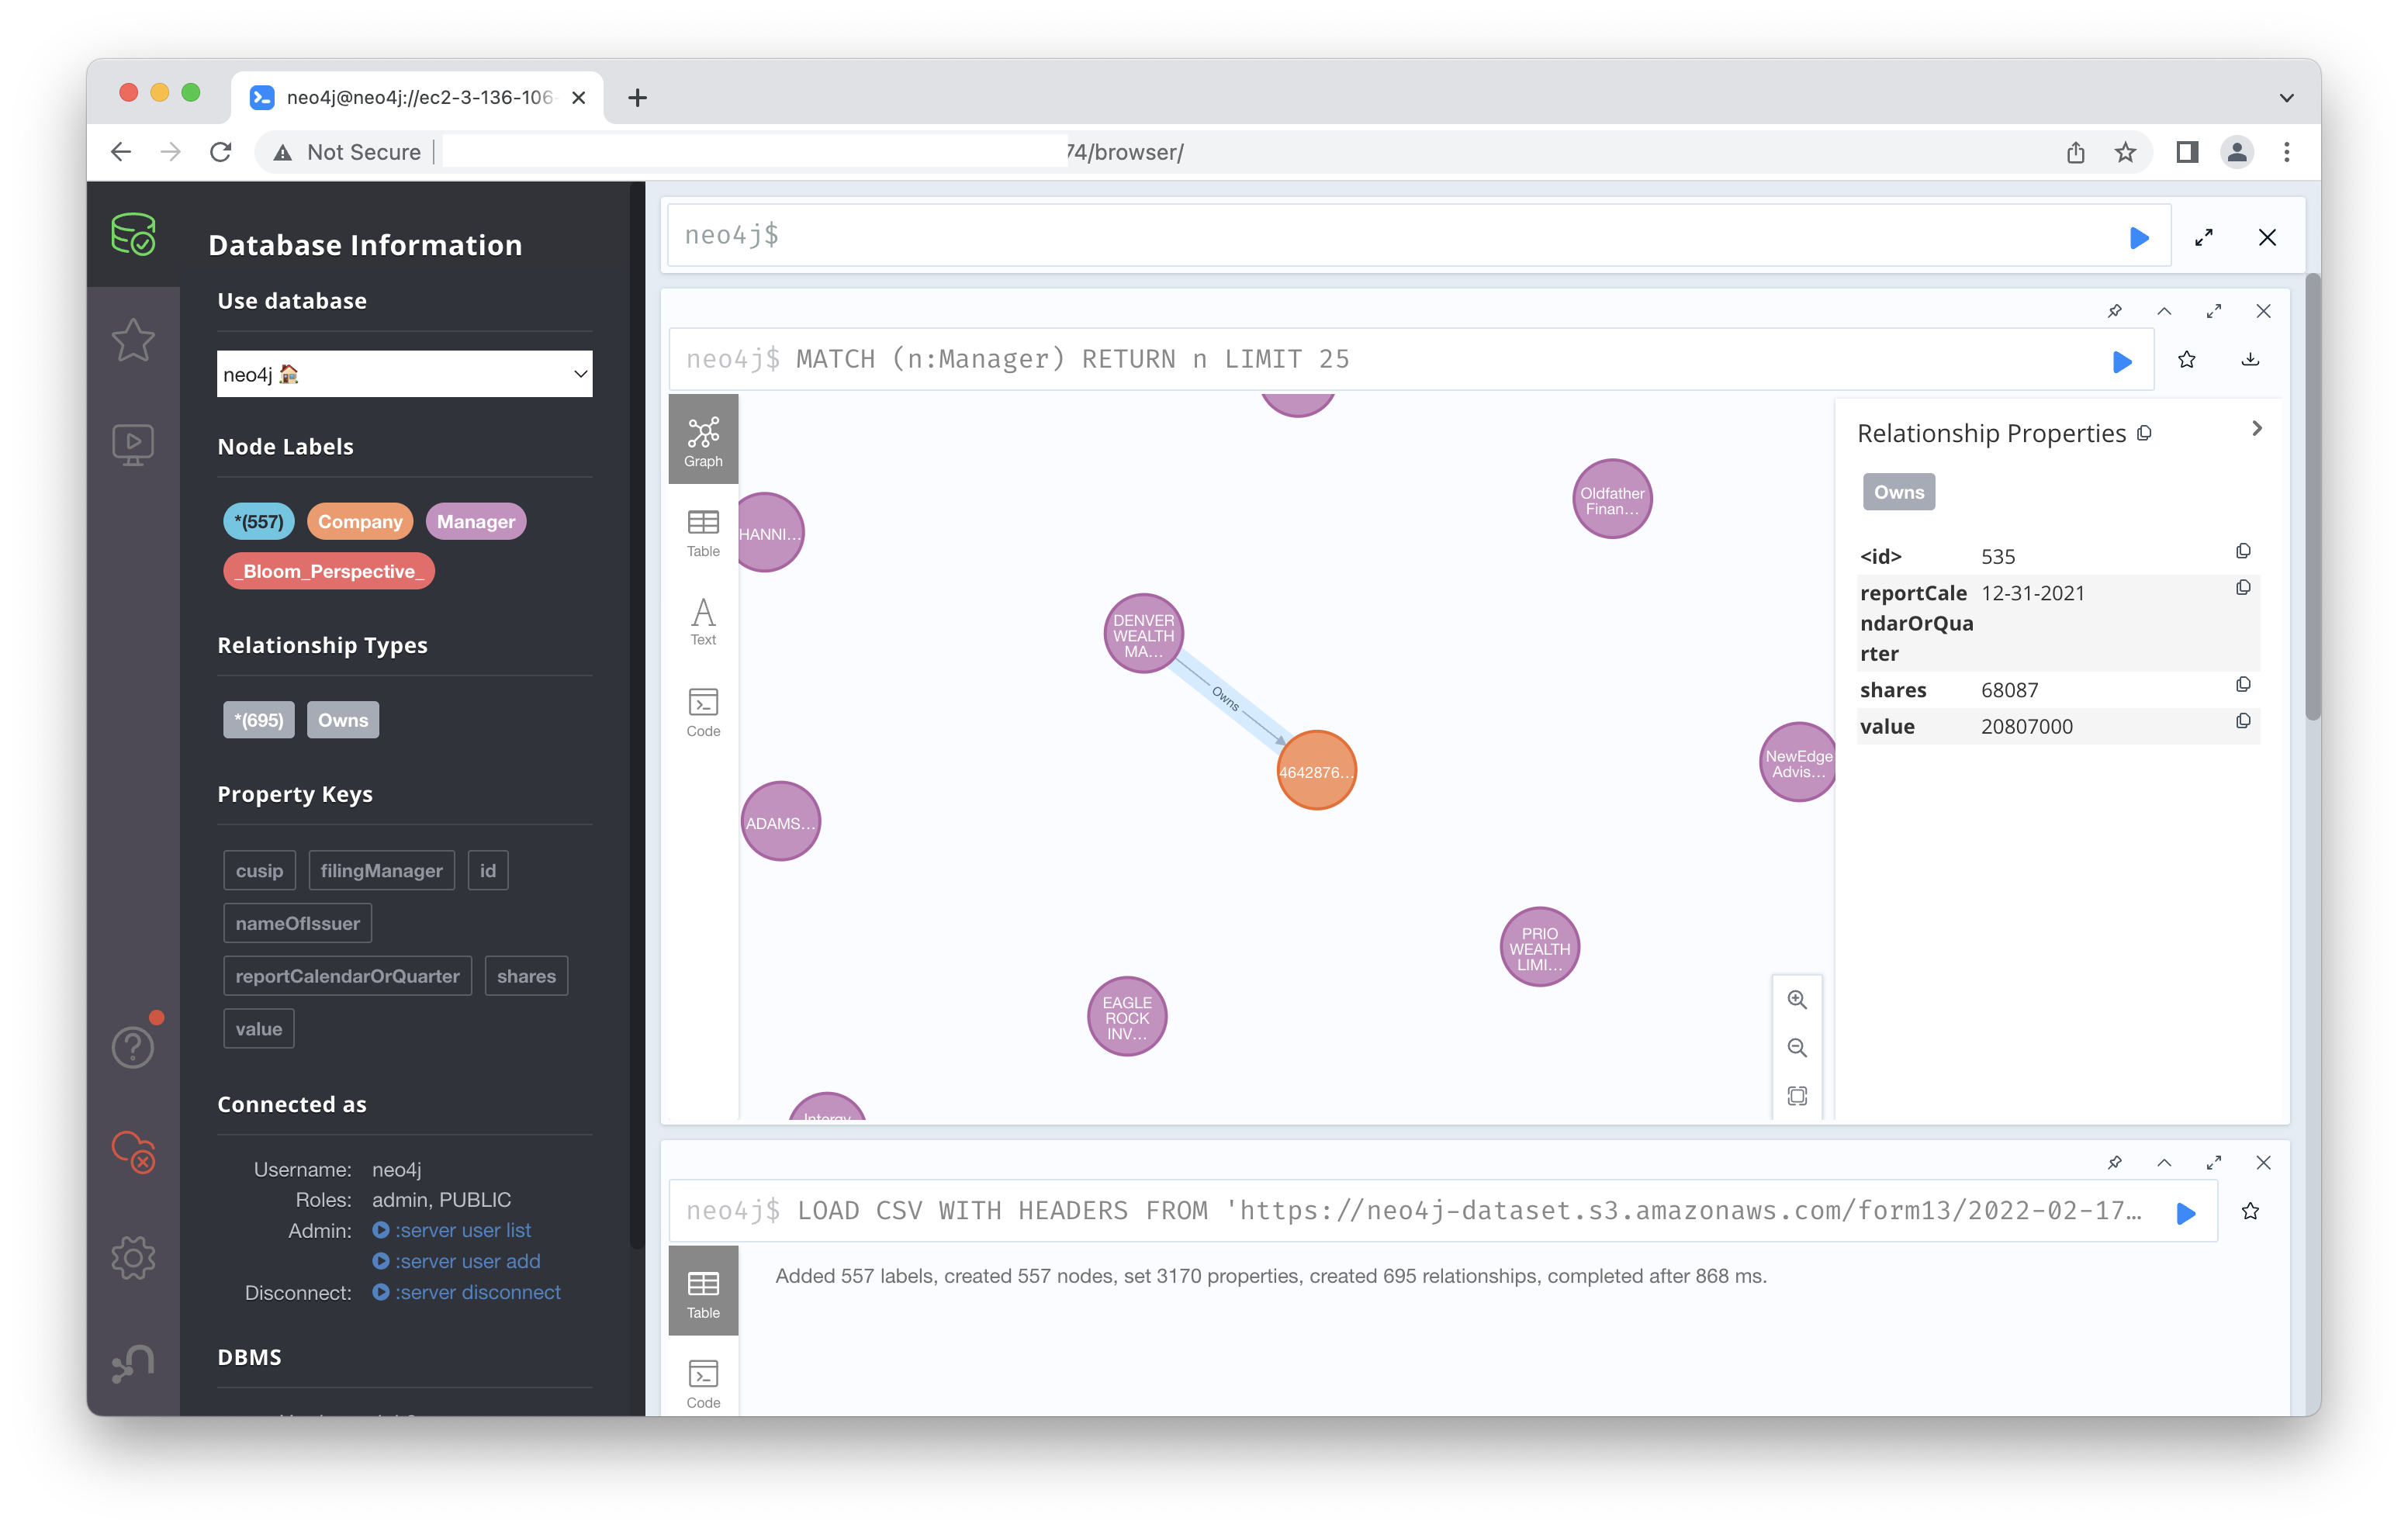 neo4j@neo4j://ec2-3-136-106
Not Secure
74/browser/
Database Information
Use database
neo4j
Node Labels
*(557) Company Manager
_Bloom_Perspective_
Relationship Types
*(695) Owns
Property Keys
cusip filingManager id
nameOfIssuer
reportCalendarOrQuarter shares
value
Connected as
Username: neo4j
Roles: admin, PUBLIC
Admin: :server user list
:server user add
Disconnect: :server disconnect
DBMS
neo4j$
neo4j$ MATCH (n:Manager) RETURN n LIMIT 25
Graph
Table
Text
Code
Oldfather
Finan...
HANNI...
DENVER
WEALTH
MA...
Owns
4642876...
NewEdge
Advis...
ADAMS...
PRIO
WEALTH
LIMI...
EAGLE
ROCK
INV...
Relationship Properties
Owns
<id> 535
reportCale 12-31-2021
ndarOrQua
rter
shares 68087
value 20807000
neo4j$ LOAD CSV WITH HEADERS FROM 'https://neo4j-dataset.s3.amazonaws.com/form13/2022-02-17…
Table
Code
Added 557 labels, created 557 nodes, set 3170 properties, created 695 relationships, completed after 868 ms.